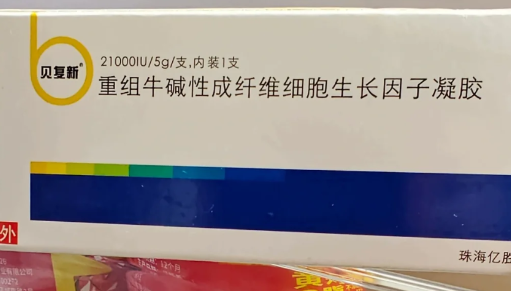 贝复新®
21000IU/5g/支,内装1支
重组牛碱性成纤维细胞生长因子凝胶
外
珠海亿胜